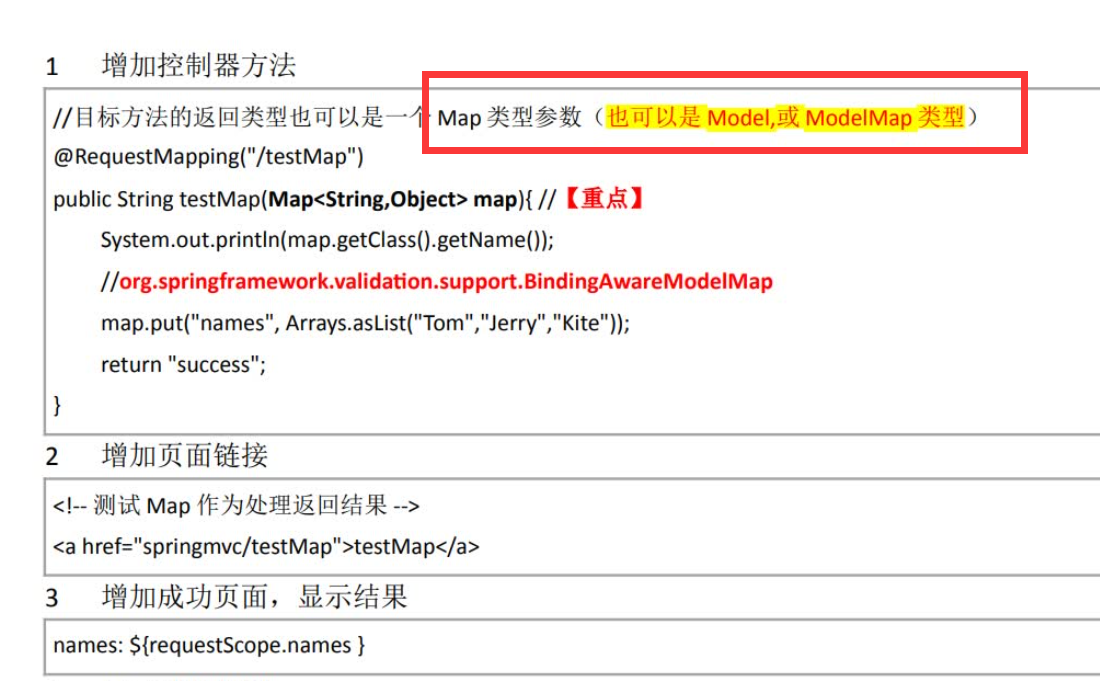 1 增加控制器方法
//目标方法的返回类型也可以是一个 Map 类型参数（也可以是 Model,或 ModelMap 类型）
@RequestMapping("/testMap")
public String testMap(Map<String,Object> map){ //【重点】
System.out.println(map.getClass().getName());
//org.springframework.validation.support.BindingAwareModelMap
map.put("names", Arrays.asList("Tom","Jerry","Kite"));
return "success";
}
2 增加页面链接
<!-- 测试 Map 作为处理返回结果 -->
<a href="springmvc/testMap">testMap</a>
3 增加成功页面，显示结果
names: ${requestScope.names }